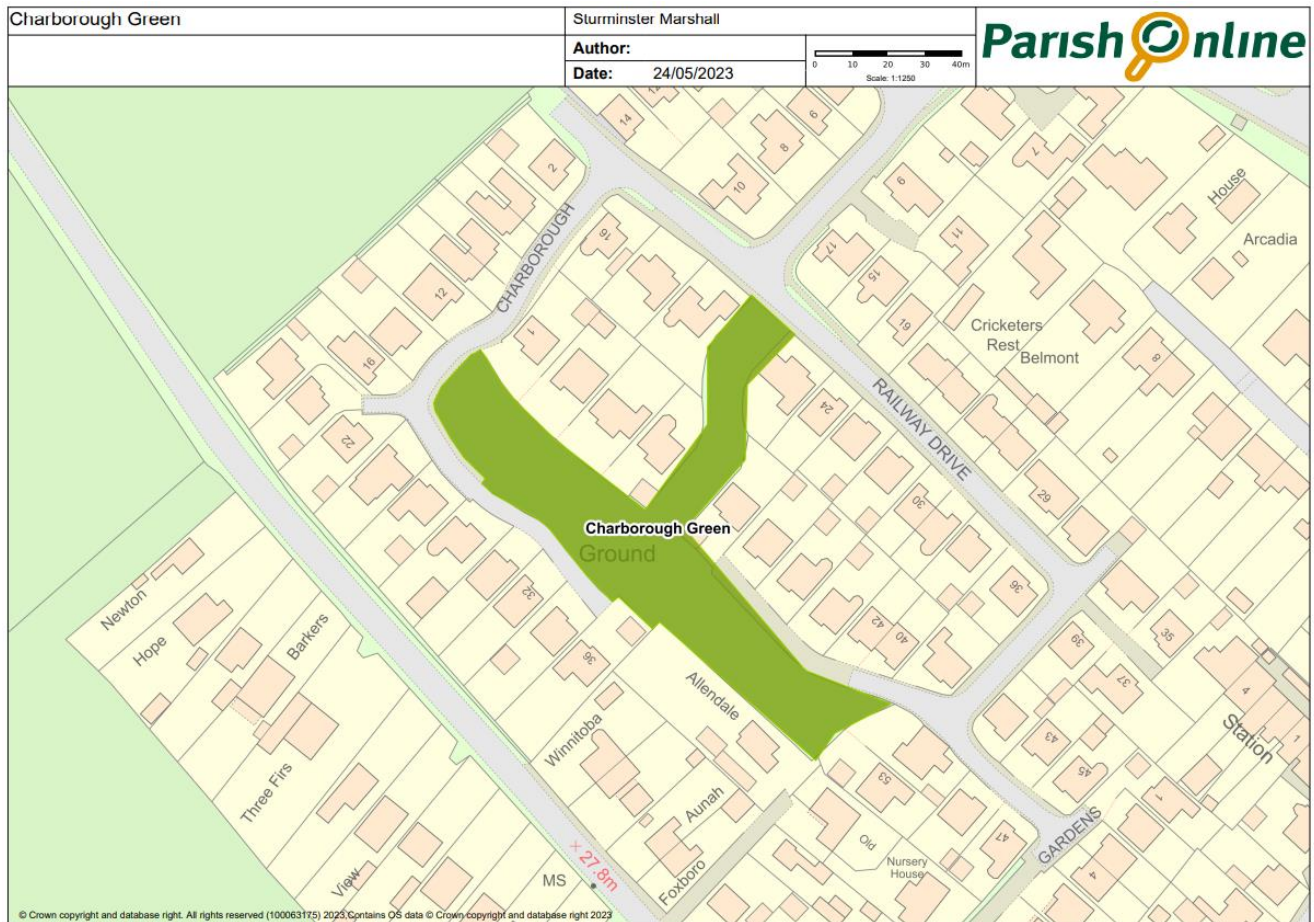 Charborough Green
Sturminster Marshall
Author:
Date: 24/05/2023
0 10 20 30 40m
Scale: 1:1250
Parish Online
14
12
6
8
10
2
CHARBOROUGH
16
12
1
16
22
7
9
11
17
15
19
House
Arcadia
Cricketers
Rest
Belmont
8
RAILWAY DRIVE
24
30
29
36
Charborough Green
Ground
32
36
42
40
39
37
35
4
1
Station
43
45
47
53
1
4
GARDENS
Newton
Hope
Barkers
Three Firs
View
Winnitoba
Allendale
Aunah
Foxboro
Old
Nursery
House
× 27.8m
MS
© Crown copyright and database right. All rights reserved (100063175) 2023,Contains OS data © Crown copyright and database right 2023